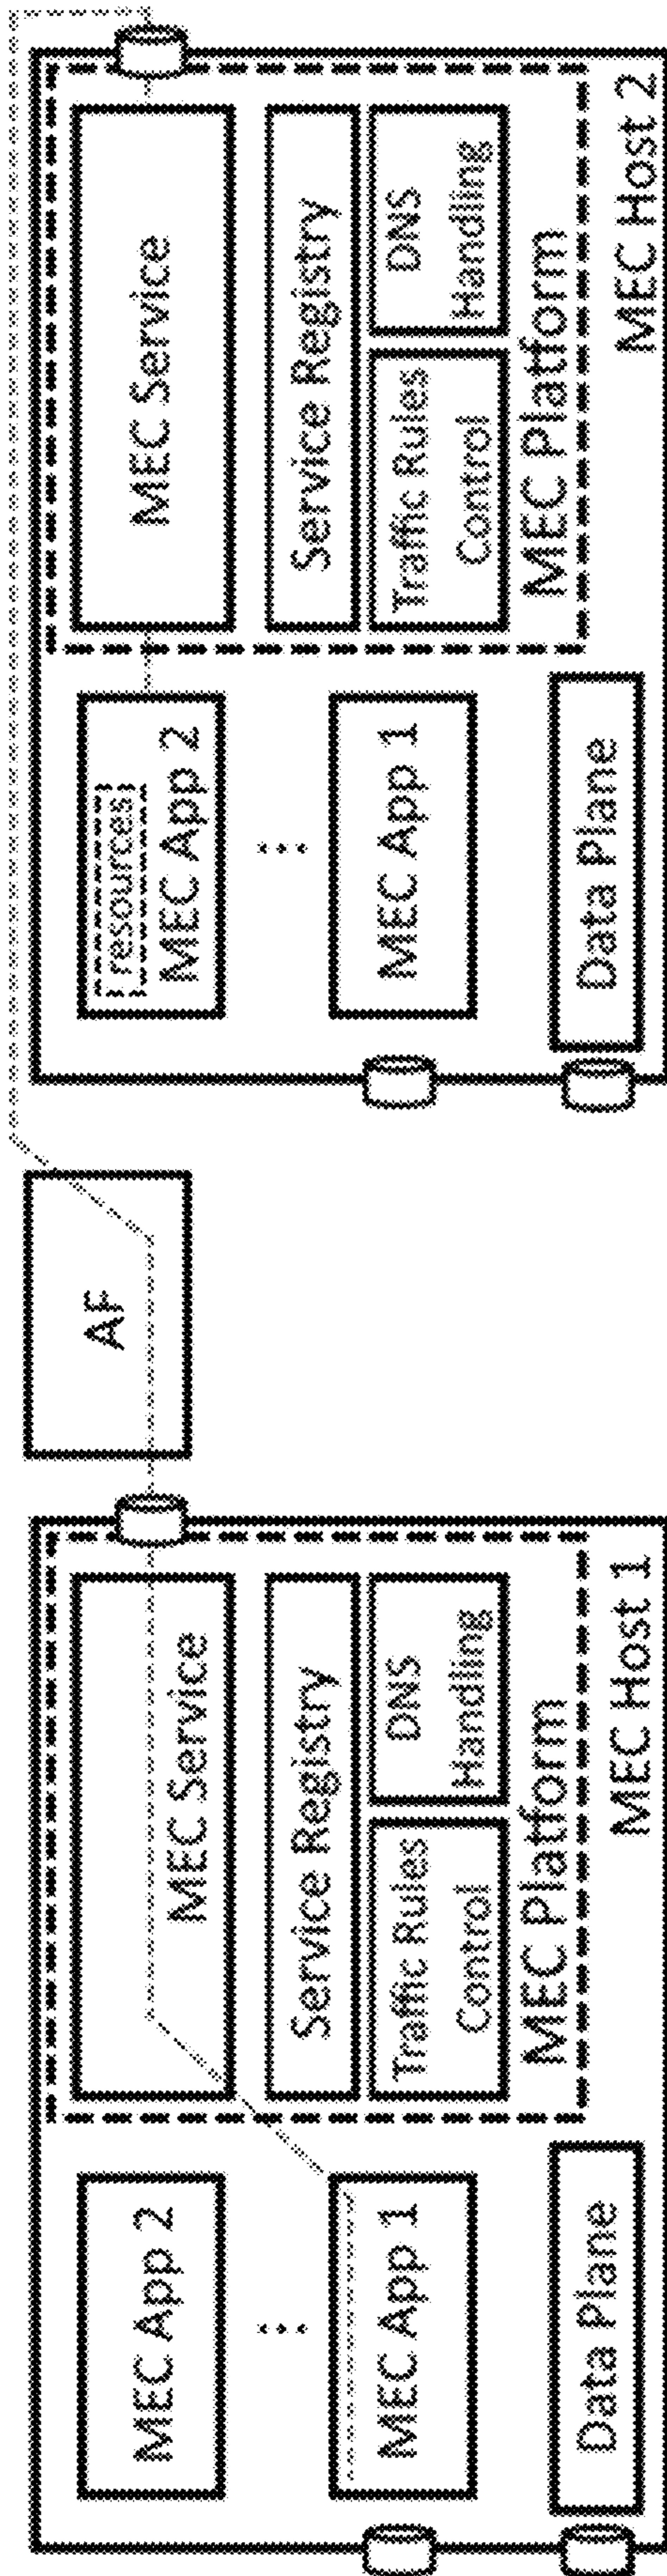 MEC App 2
MEC Service
MEC App 1
Service Registry
Traffic Rules
Control
DNS
Handling
MEC Platform
Data Plane
MEC Host 1
AF
resources
MEC App 2
MEC Service
MEC App 1
Service Registry
Traffic Rules
Control
DNS
Handling
MEC Platform
Data Plane
MEC Host 2